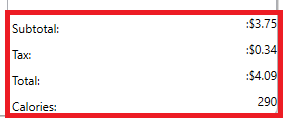 Subtotal: :$3.75
Tax: :$0.34
Total: :$4.09
Calories: 290